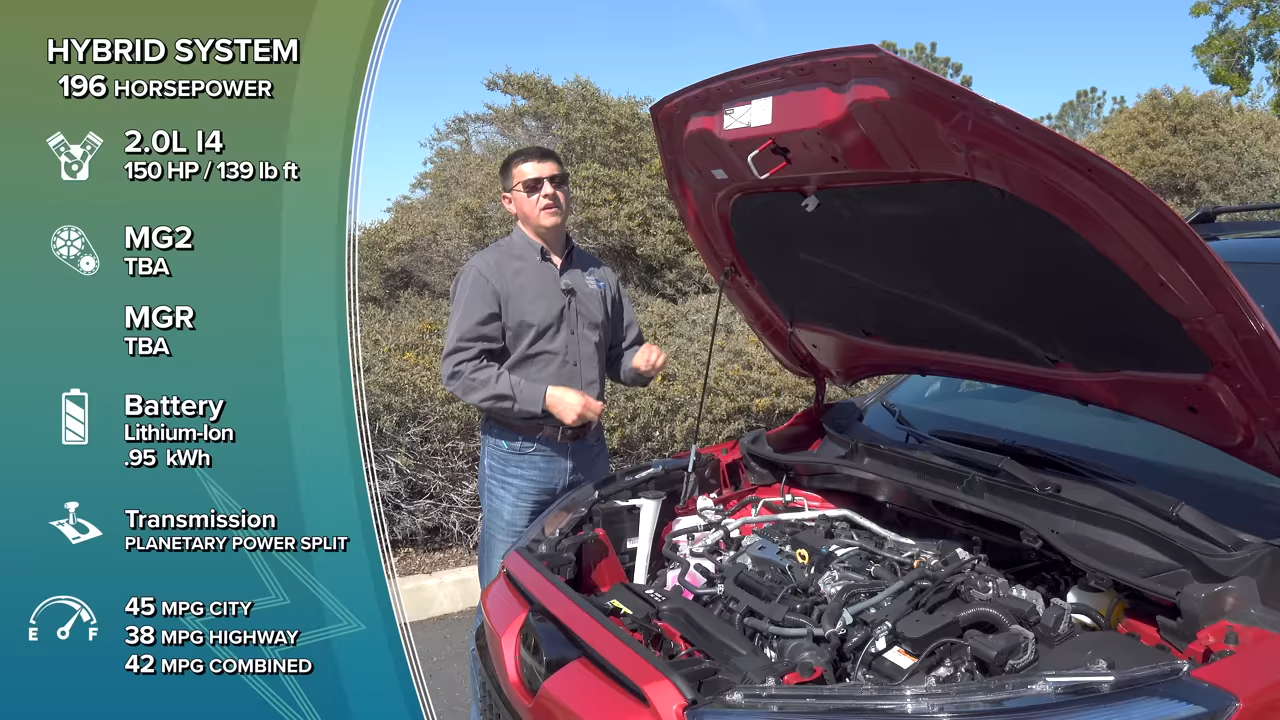 HYBRID SYSTEM
196 HORSEPOWER
2.0L I4
150 HP / 139 lb ft
MG2
TBA
MGR
TBA
Battery
Lithium-Ion
.95 kWh
Transmission
PLANETARY POWER SPLIT
E F
45 MPG CITY
38 MPG HIGHWAY
42 MPG COMBINED